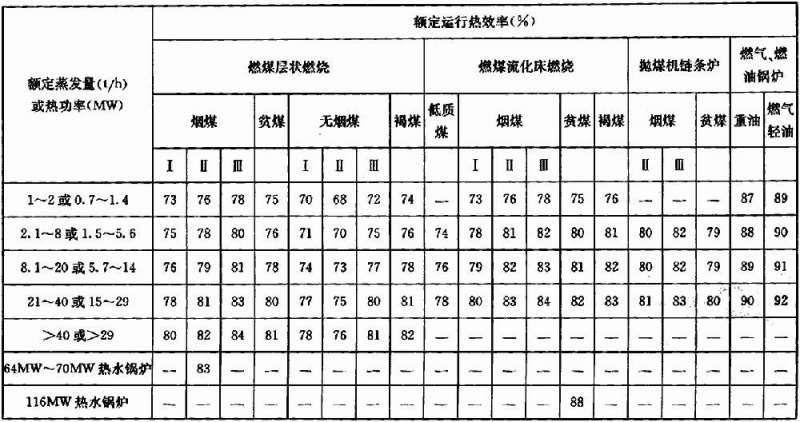 额定蒸发量(t/h)
或热功率(MW)
额定运行热效率(%)
燃煤层状燃烧 燃煤流化床燃烧 抛煤机链条炉 燃气、燃
油锅炉
烟煤 贫煤 无烟煤 褐煤 低质
煤 烟煤 贫煤 褐煤 烟煤 贫煤 重油 燃气
轻油
Ⅰ Ⅱ Ⅲ Ⅰ Ⅱ Ⅲ Ⅰ Ⅱ Ⅲ Ⅱ Ⅲ
1~2或0.7~1.4 73 76 78 75 70 68 72 74 — 73 76 78 75 76 — — — 87 89
2.1~8或1.5~5.6 75 78 80 76 71 70 75 76 74 78 81 82 80 81 80 82 79 88 90
8.1~20或5.7~14 76 79 81 78 74 73 77 78 76 79 82 83 81 82 80 82 79 89 91
21~40或15~29 78 81 83 80 77 75 80 81 78 80 83 84 82 83 81 83 80 90 92
>40或>29 80 82 84 81 78 76 81 82 — — — — — — — — — — —
64MW~70MW热水锅炉 — 83 — — — — — — — — — — — — — — — — —
116MW热水锅炉 — — — — — — — — — — — — 88 — — — — — —